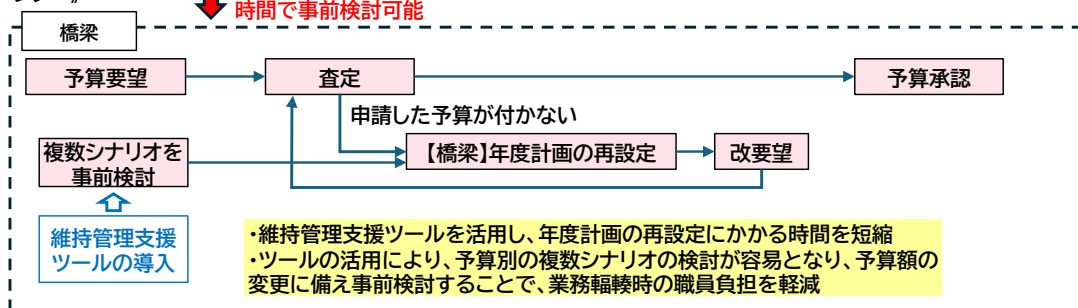 時間で事前検討可能
橋梁
予算要望
査定
予算承認
申請した予算が付かない
複数シナリオを
事前検討
【橋梁】年度計画の再設定
改要望
維持管理支援
ツールの導入
・維持管理支援ツールを活用し、年度計画の再設定にかかる時間を短縮
・ツールの活用により、予算別の複数シナリオの検討が容易となり、予算額の
変更に備え事前検討することで、業務輻輳時の職員負担を軽減